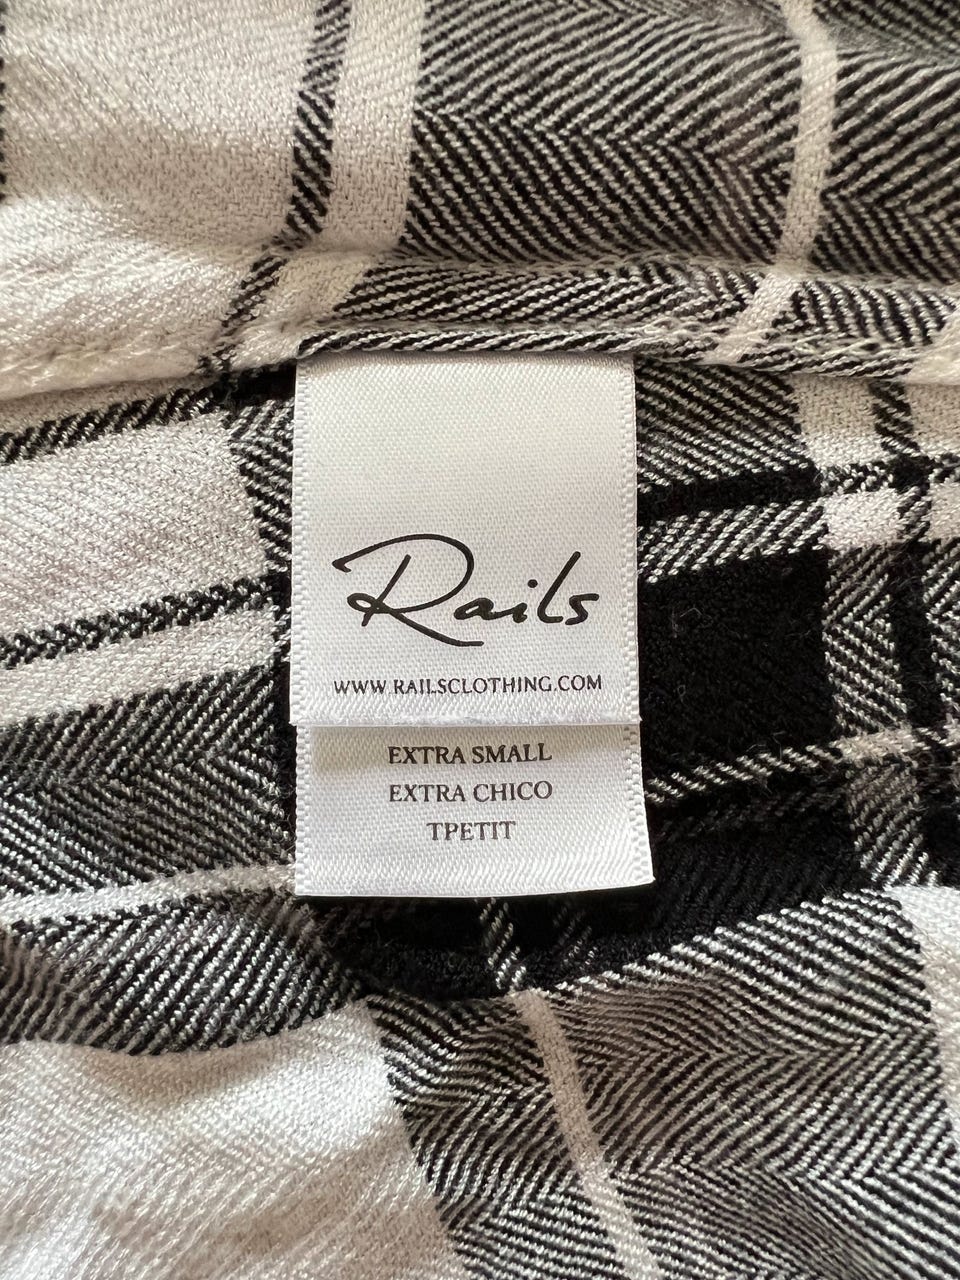 Rails
WWW.RAILSCLOTHING.COM
EXTRA SMALL
EXTRA CHICO
TPETIT